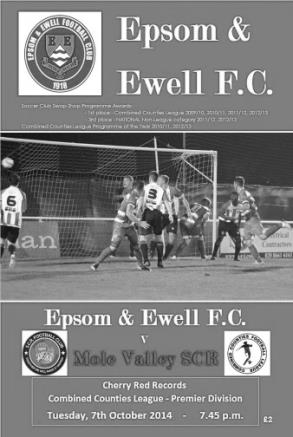 EPSOM & EWELL FOOTBALL CLUB
1918
Epsom &
Ewell F.C.
Soccer Club Swap Shop Programme Awards:
1st place - Combined Counties League 2009/10, 2010/11, 2011/12, 2012/13
3rd place - NATIONAL Non League category 2011/12, 2012/13
Combined Counties League Programme of the Year 2010/11, 2012/13
6
3
Epsom & Ewell F.C.
v
Mole Valley SCR
Cherry Red Records
Combined Counties League - Premier Division
Tuesday, 7th October 2014 - 7.45 p.m.
£2